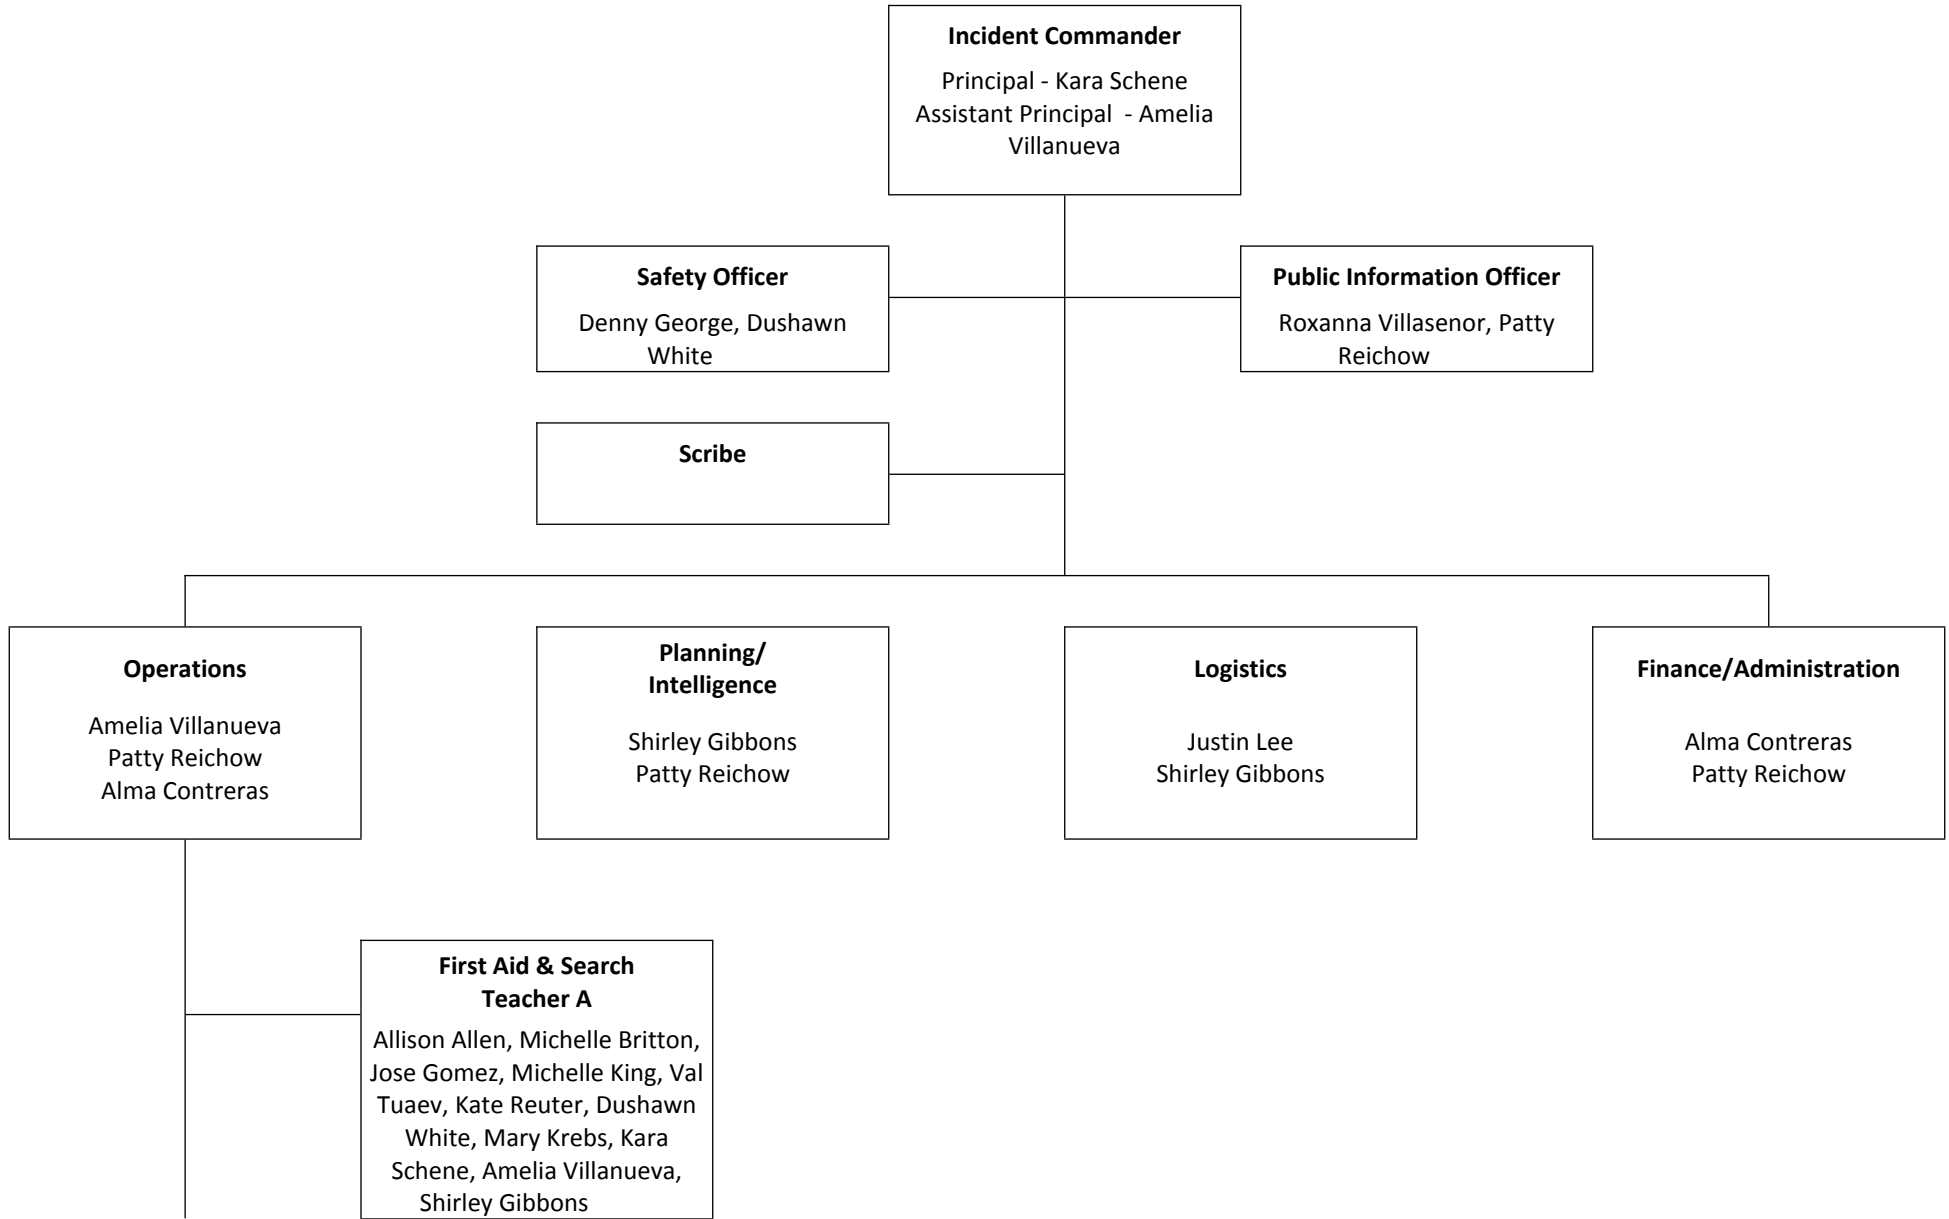 Incident Commander
Principal - Kara Schene
Assistant Principal  - Amelia
Villanueva
Safety Officer
Denny George, Dushawn
White
Public Information Officer
Roxanna Villasenor, Patty
Reichow
Scribe
Operations
Amelia Villanueva
Patty Reichow
Alma Contreras
Planning/
Intelligence
Shirley Gibbons
Patty Reichow
Logistics
Justin Lee
Shirley Gibbons
Finance/Administration
Alma Contreras
Patty Reichow
First Aid & Search
Teacher A
Allison Allen, Michelle Britton,
Jose Gomez, Michelle King, Val
Tuaev, Kate Reuter, Dushawn
White, Mary Krebs, Kara
Schene, Amelia Villanueva,
Shirley Gibbons